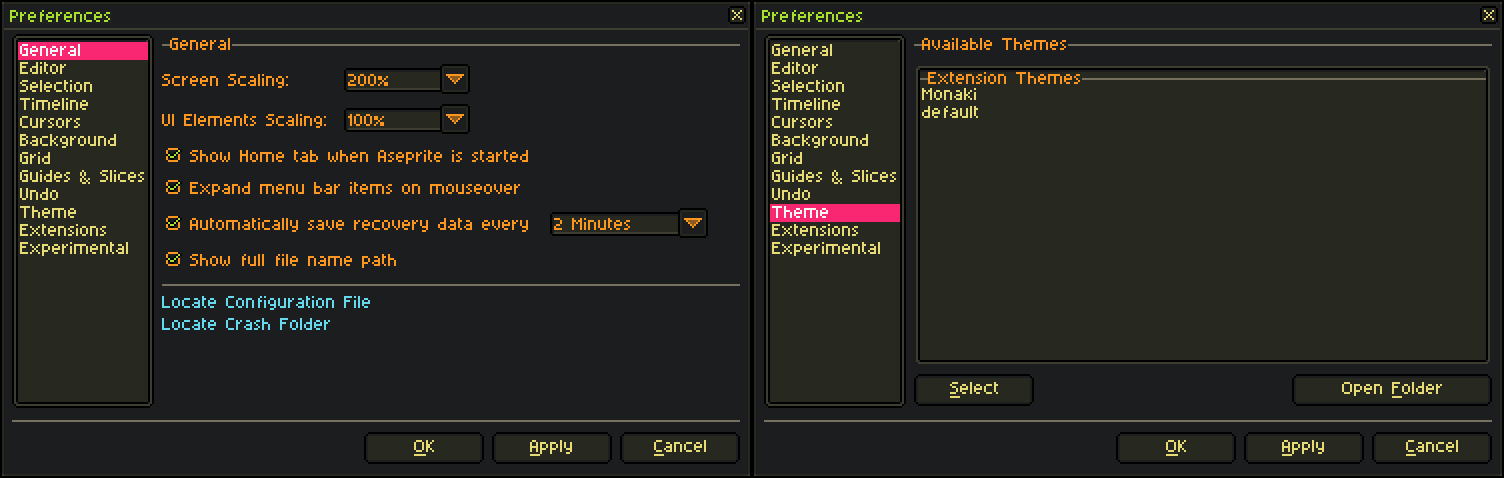 Preferences
General
Editor
Selection
Timeline
Cursors
Background
Grid
Guides & Slices
Undo
Theme
Extensions
Experimental
General
Screen Scaling: 200%
UI Elements Scaling: 100%
Show Home tab when Aseprite is started
Expand menu bar items on mouseover
Automatically save recovery data every 2 Minutes
Show full file name path
Locate Configuration File
Locate Crash Folder
OK Apply Cancel
Preferences
General
Editor
Selection
Timeline
Cursors
Background
Grid
Guides & Slices
Undo
Theme
Extensions
Experimental
Available Themes
Extension Themes
Monaki
default
Select Open Folder
OK Apply Cancel